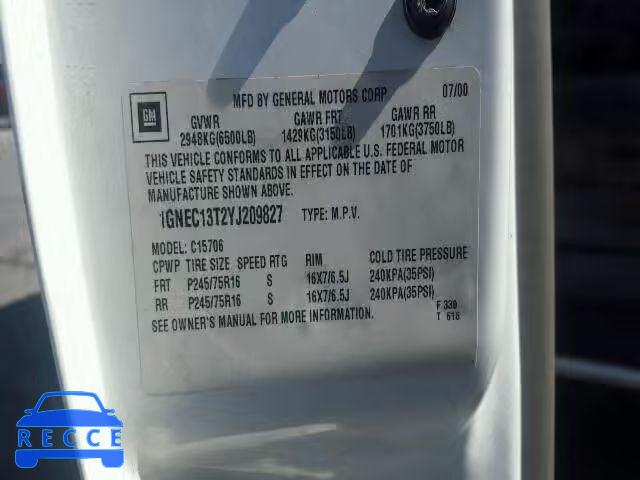 GM
MFD BY GENERAL MOTORS CORP 07/00
GVWR GAWR FRT GAWR RR
2948KG(6500LB) 1429KG(3150LB) 1701KG(3750LB)
THIS VEHICLE CONFORMS TO ALL APPLICABLE U.S. FEDERAL MOTOR
VEHICLE SAFETY STANDARDS IN EFFECT ON THE DATE OF
MANUFACTURE SHOWN ABOVE.
1GNEC13T2YJ209827 TYPE: M.P.V.
MODEL: C15706
CPWP TIRE SIZE SPEED RTG RIM COLD TIRE PRESSURE
FRT P245/75R16 S 16X7/6.5J 240KPA(35PSI)
RR P245/75R16 S 16X7/6.5J 240KPA(35PSI)
SEE OWNER'S MANUAL FOR MORE INFORMATION.
F 339
T 618
RECCE